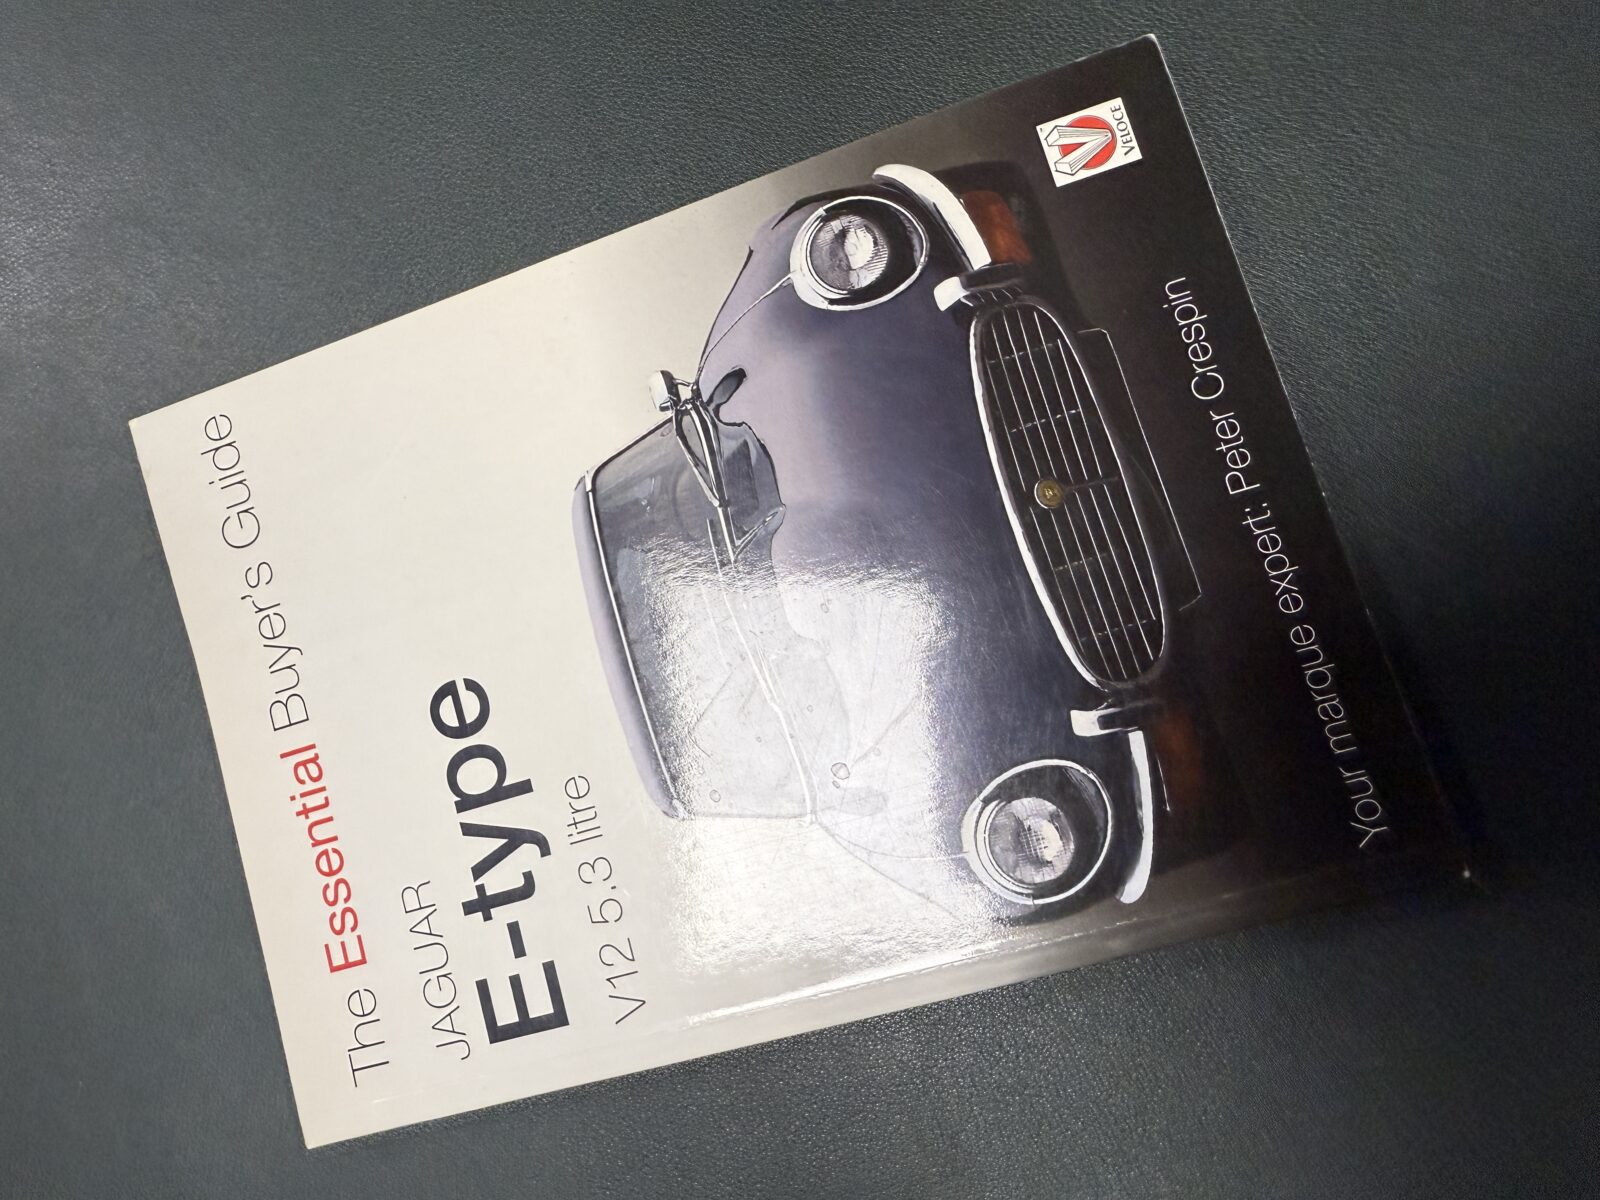 The Essential Buyer's Guide
JAGUAR
E-type
V12 5.3 litre
Your marque expert: Peter Crespin
VELOCE